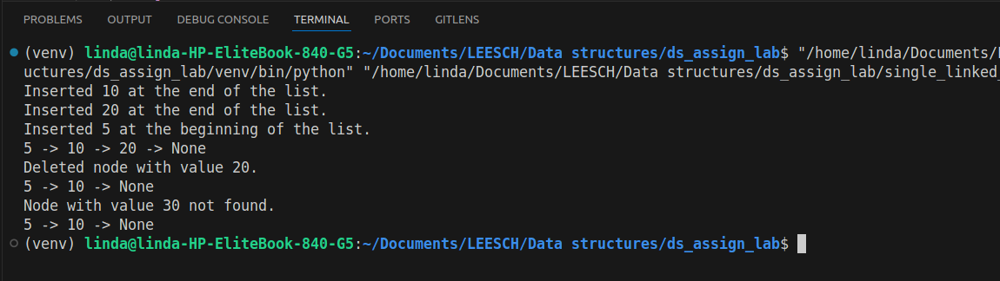 PROBLEMS OUTPUT DEBUG CONSOLE TERMINAL PORTS GITLENS
(venv) linda@linda-HP-EliteBook-840-G5:~/Documents/LEESCH/Data structures/ds_assign_lab$ "/home/linda/Documents/
uctures/ds_assign_lab/venv/bin/python" "/home/linda/Documents/LEESCH/Data structures/ds_assign_lab/single_linked_
Inserted 10 at the end of the list.
Inserted 20 at the end of the list.
Inserted 5 at the beginning of the list.
5 -> 10 -> 20 -> None
Deleted node with value 20.
5 -> 10 -> None
Node with value 30 not found.
5 -> 10 -> None
(venv) linda@linda-HP-EliteBook-840-G5:~/Documents/LEESCH/Data structures/ds_assign_lab$